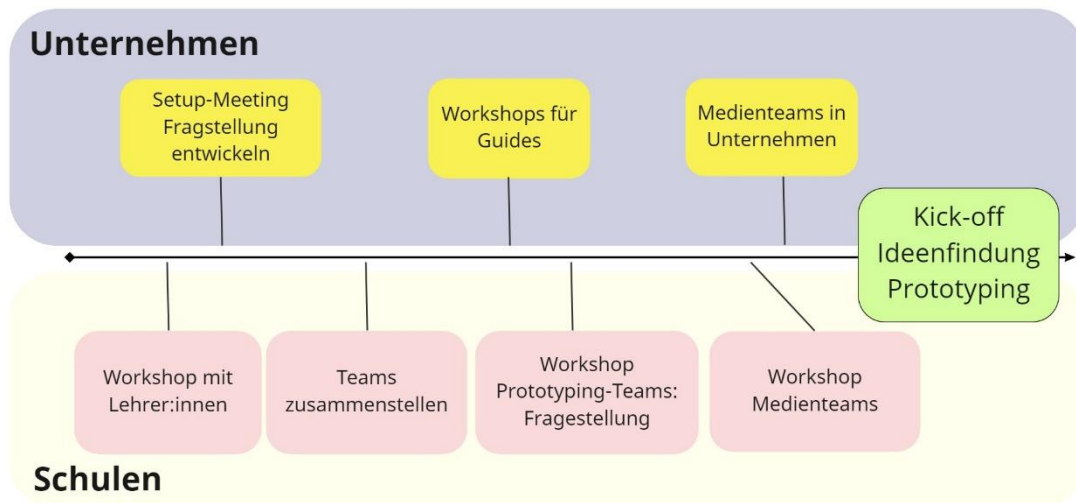 Unternehmen
Setup-Meeting
Fragstellung
entwickeln
Workshops für
Guides
Medienteams in
Unternehmen
Kick-off
Ideenfindung
Prototyping
Workshop mit
Lehrer:innen
Teams
zusammenstellen
Workshop
Prototyping-Teams:
Fragestellung
Workshop
Medienteams
Schulen